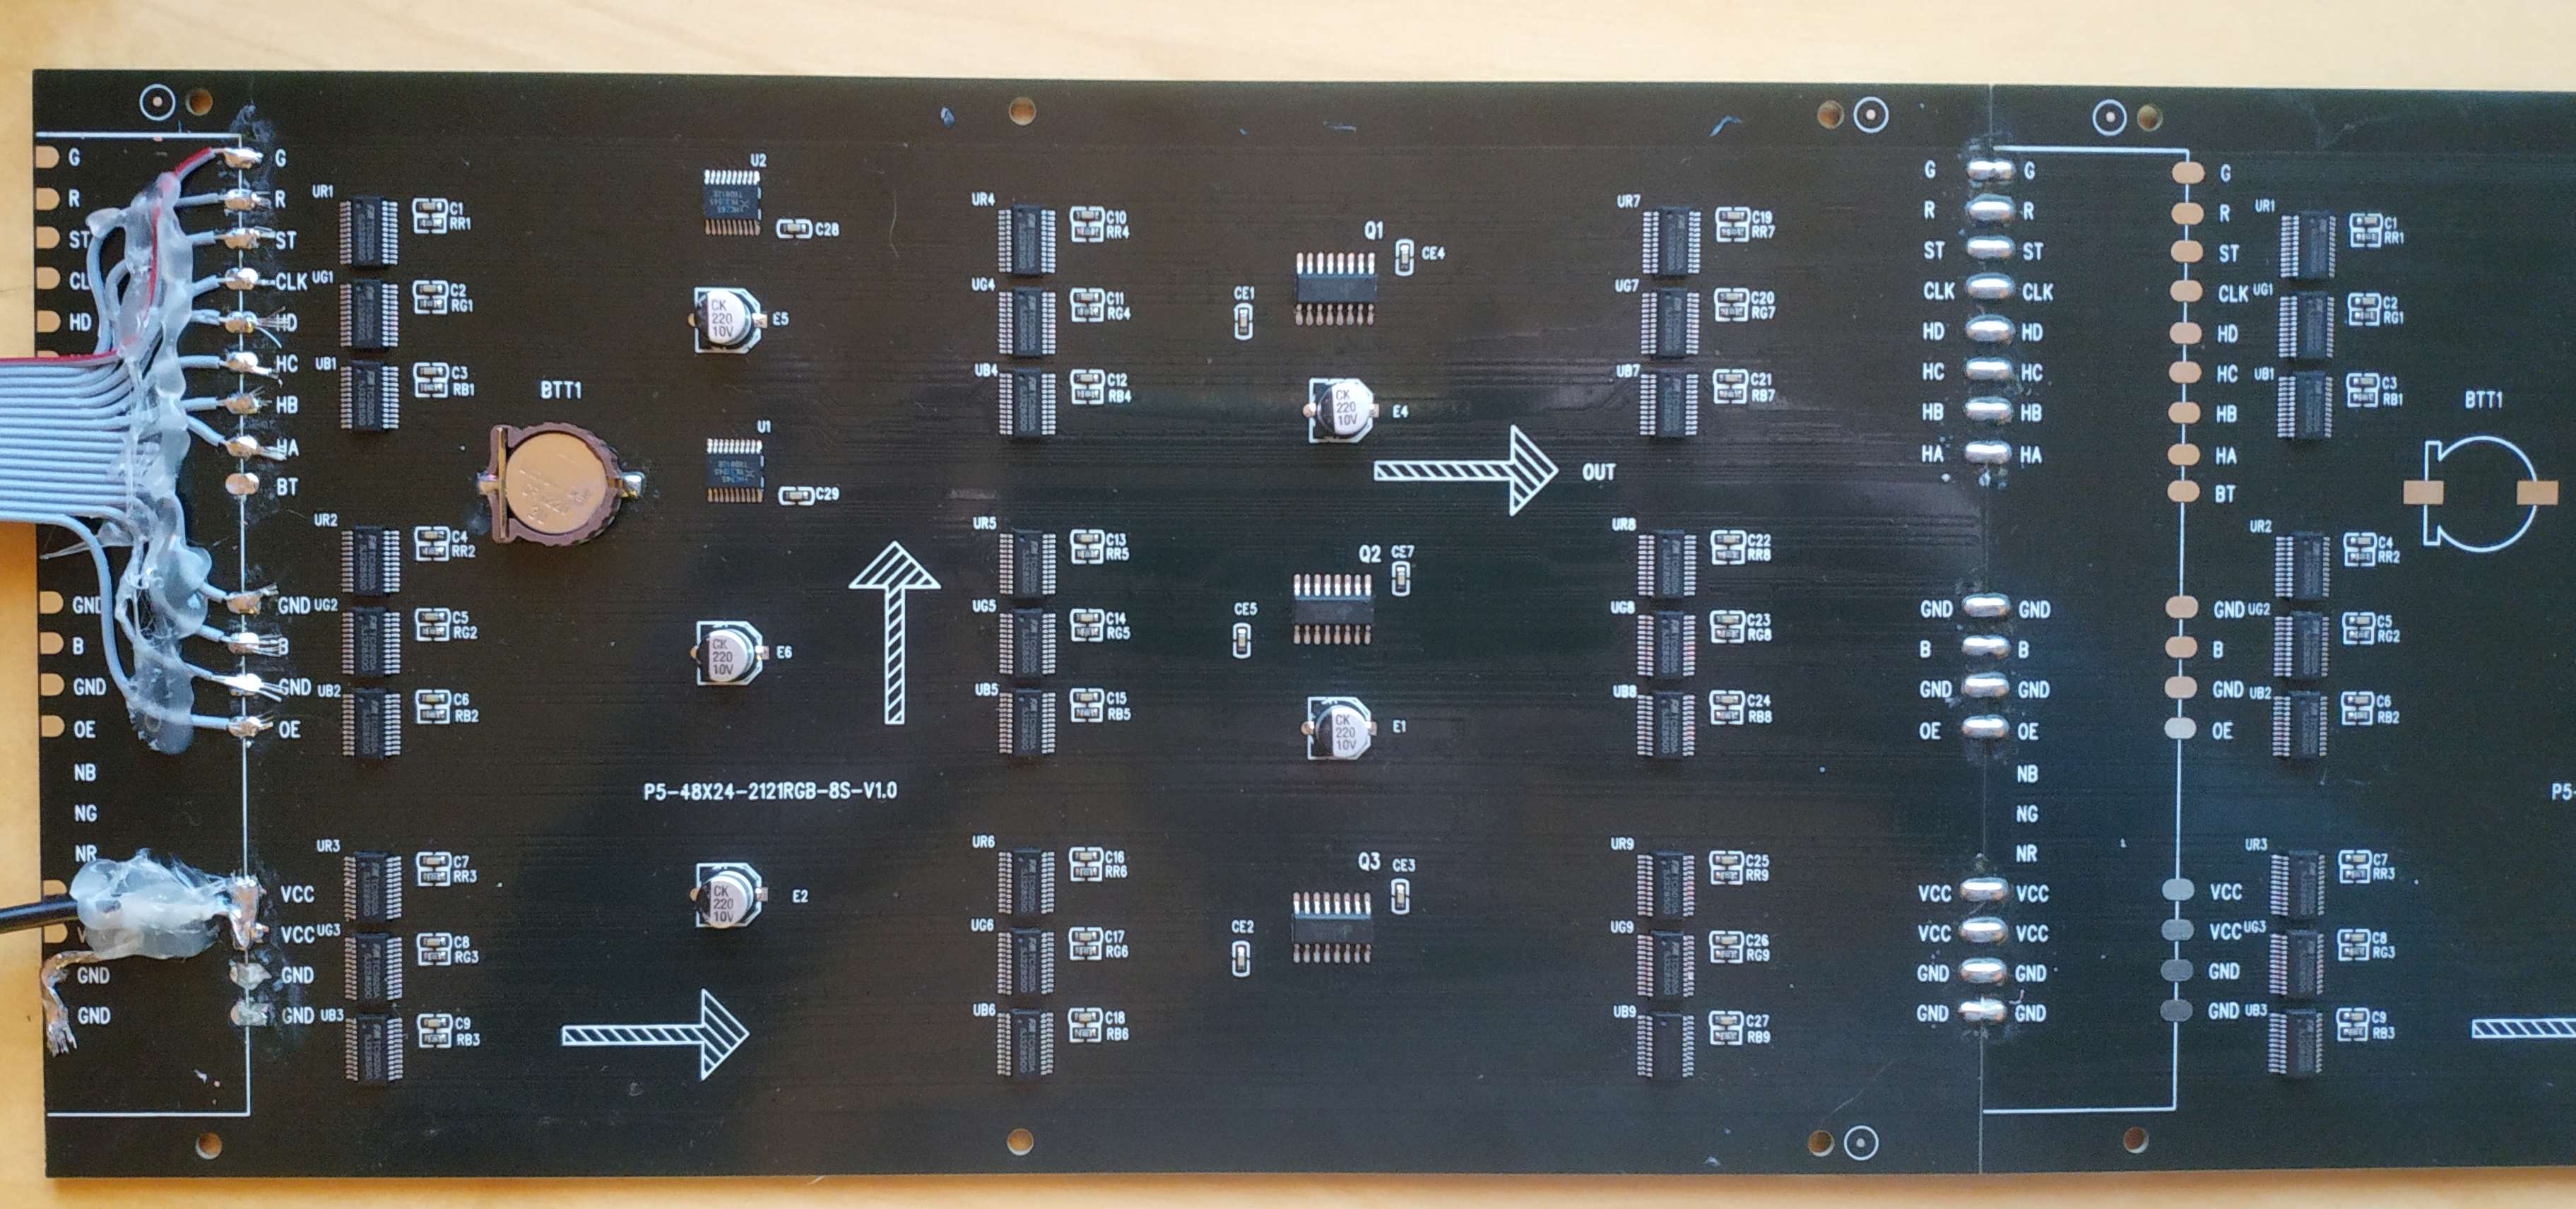 G
R
ST
CL
HD
GND
B
GND
OE
NB
NG
NR
GND
GND
G
R
ST
CLK
HD
HC
HB
HA
BT
GND
B
GND
OE
VCC
VCC
GND
GND
UR1
C1
RR1
UG1
C2
RG1
UB1
C3
RB1
UR2
C4
RR2
UG2
C5
RG2
UB2
C6
RB2
UR3
C7
RR3
UG3
C8
RG3
UB3
C9
RB3
BTT1
U2
C28
CK
220
10V
E5
U1
C29
CK
220
10V
E6
P5-48X24-2121RGB-8S-V1.0
CK
220
10V
E2
UR4
C10
RR4
UG4
C11
RG4
UB4
C12
RB4
UR5
C13
RR5
UG5
C14
RG5
UB5
C15
RB5
UR6
C16
RR6
UG6
C17
RG6
UB6
C18
RB6
Q1
CE4
CE1
CK
220
10V
E4
OUT
Q2
CE7
CE5
CK
220
10V
E1
Q3
CE3
CE2
UR7
C19
RR7
UG7
C20
RG7
UB7
C21
RB7
UR8
C22
RR8
UG8
C23
RG8
UB8
C24
RB8
UR9
C25
RR9
UG9
C26
RG9
UB9
C27
RB9
G
R
ST
CLK
HD
HC
HB
HA
GND
B
GND
OE
VCC
VCC
GND
GND
G
R
ST
CLK
HD
HC
HB
HA
GND
B
GND
OE
NB
NG
NR
VCC
VCC
GND
GND
G
R
ST
CLK
HD
HC
HB
HA
BT
GND
B
GND
OE
VCC
VCC
GND
GND
UR1
C1
RR1
UG1
C2
RG1
UB1
C3
RB1
UR2
C4
RR2
UG2
C5
RG2
UB2
C6
RB2
UR3
C7
RR3
UG3
C8
RG3
UB3
C9
RB3
BTT1
P5-